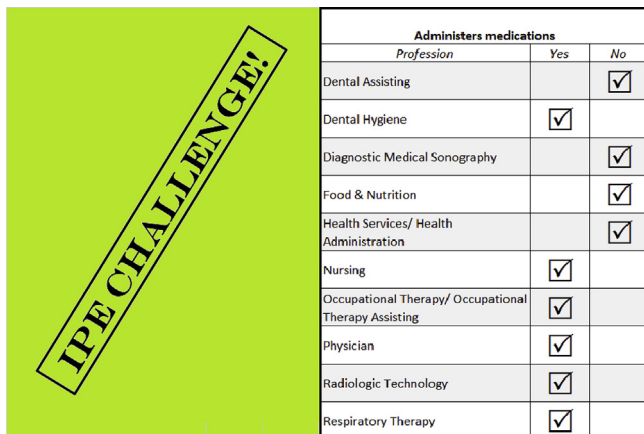 IPE CHALLENGE!
Administers medications
Profession Yes No
Dental Assisting
Dental Hygiene
Diagnostic Medical Sonography
Food & Nutrition
Health Services/ Health
Administration
Nursing
Occupational Therapy/ Occupational
Therapy Assisting
Physician
Radiologic Technology
Respiratory Therapy